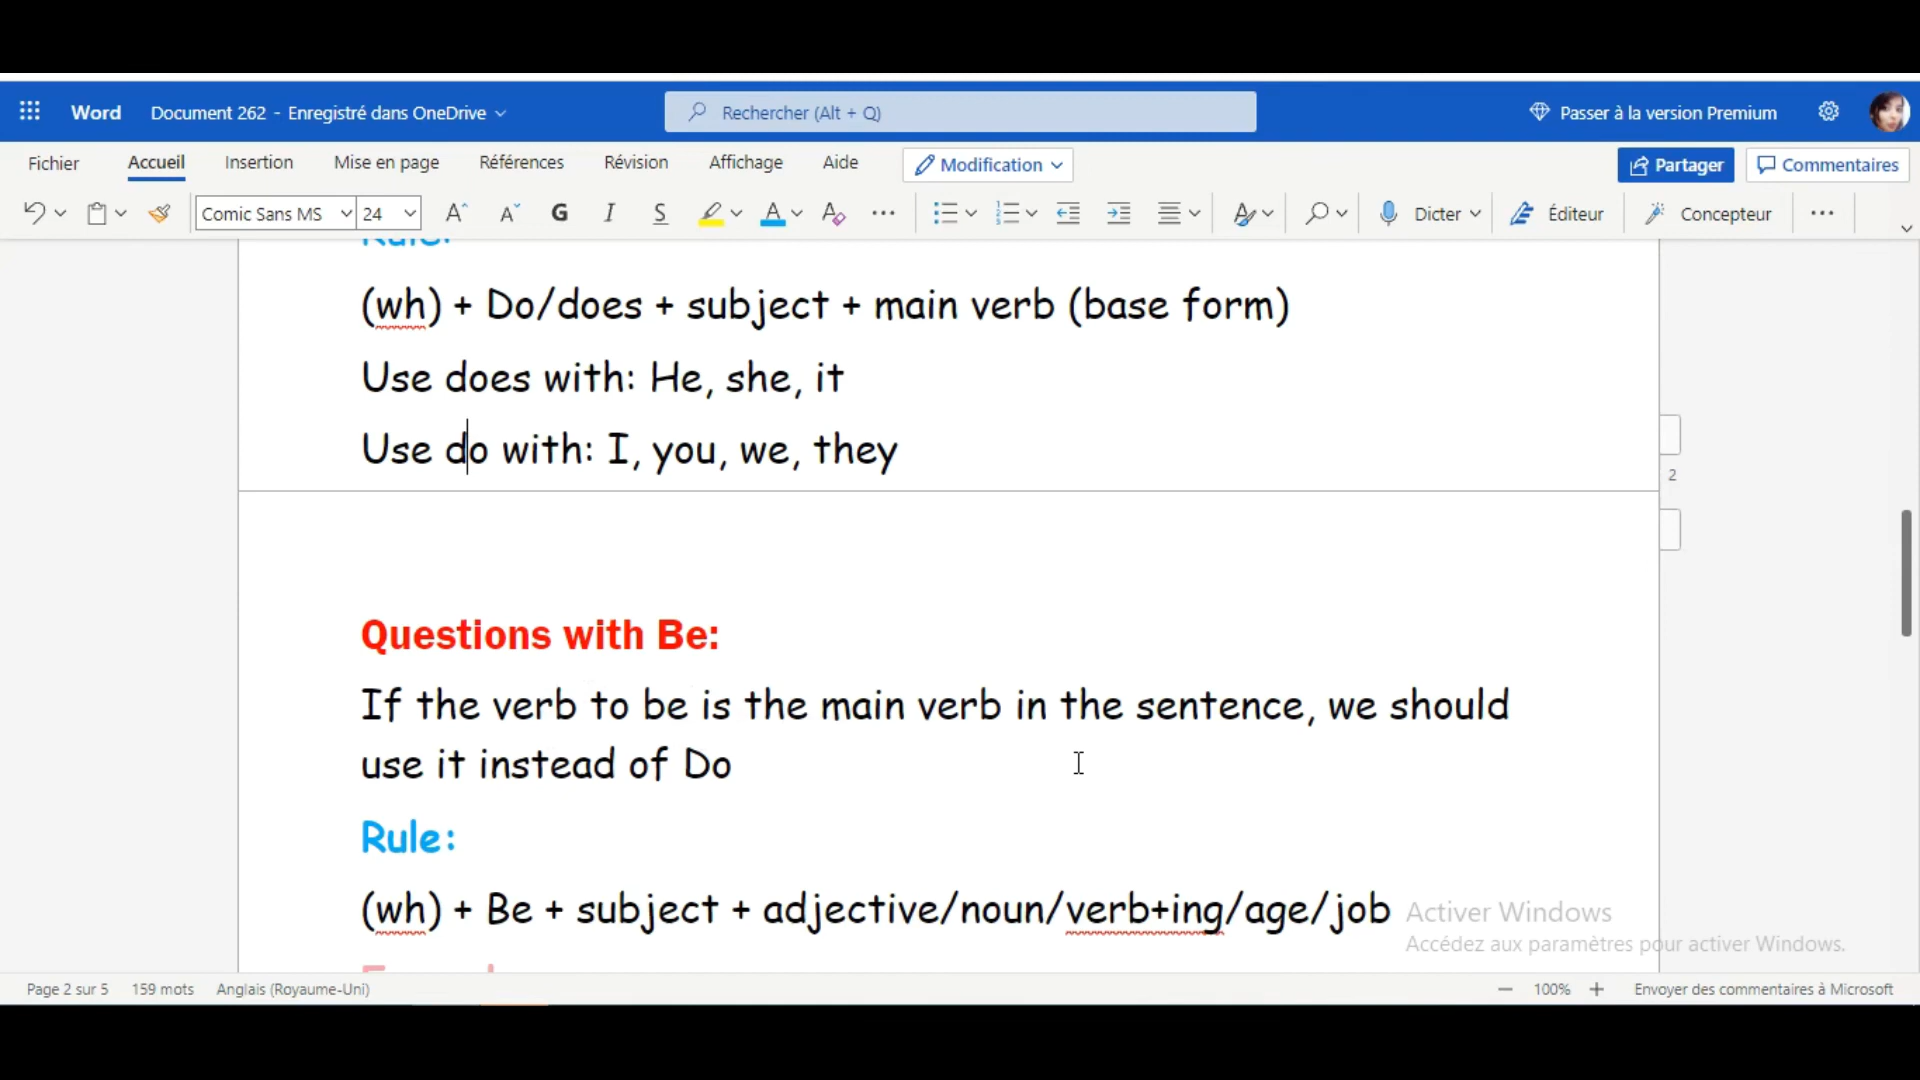 Word Document 262 - Enregistré dans OneDrive Rechercher (Alt + Q) Passer à la version Premium
Fichier Accueil Insertion Mise en page Références Révision Affichage Aide Modification Partager Commentaires
Comic Sans MS 24 A A G I S A A Dicter Éditeur Concepteur
Rule:
(wh) + Do/does + subject + main verb (base form)
Use does with: He, she, it
Use do with: I, you, we, they
2
Questions with Be:
If the verb to be is the main verb in the sentence, we should
use it instead of Do
Rule:
(wh) + Be + subject + adjective/noun/verb+ing/age/job
Activer Windows
Accédez aux paramètres pour activer Windows.
Page 2 sur 5 159 mots Anglais (Royaume-Uni) 100% Envoyer des commentaires à Microsoft